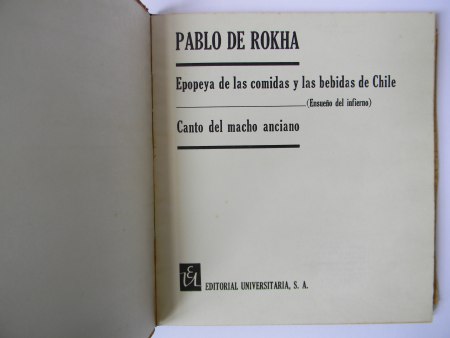 PABLO DE ROKHA
Epopeya de las comidas y las bebidas de Chile
(Ensueño del infierno)
Canto del macho anciano
EDITORIAL UNIVERSITARIA, S. A.